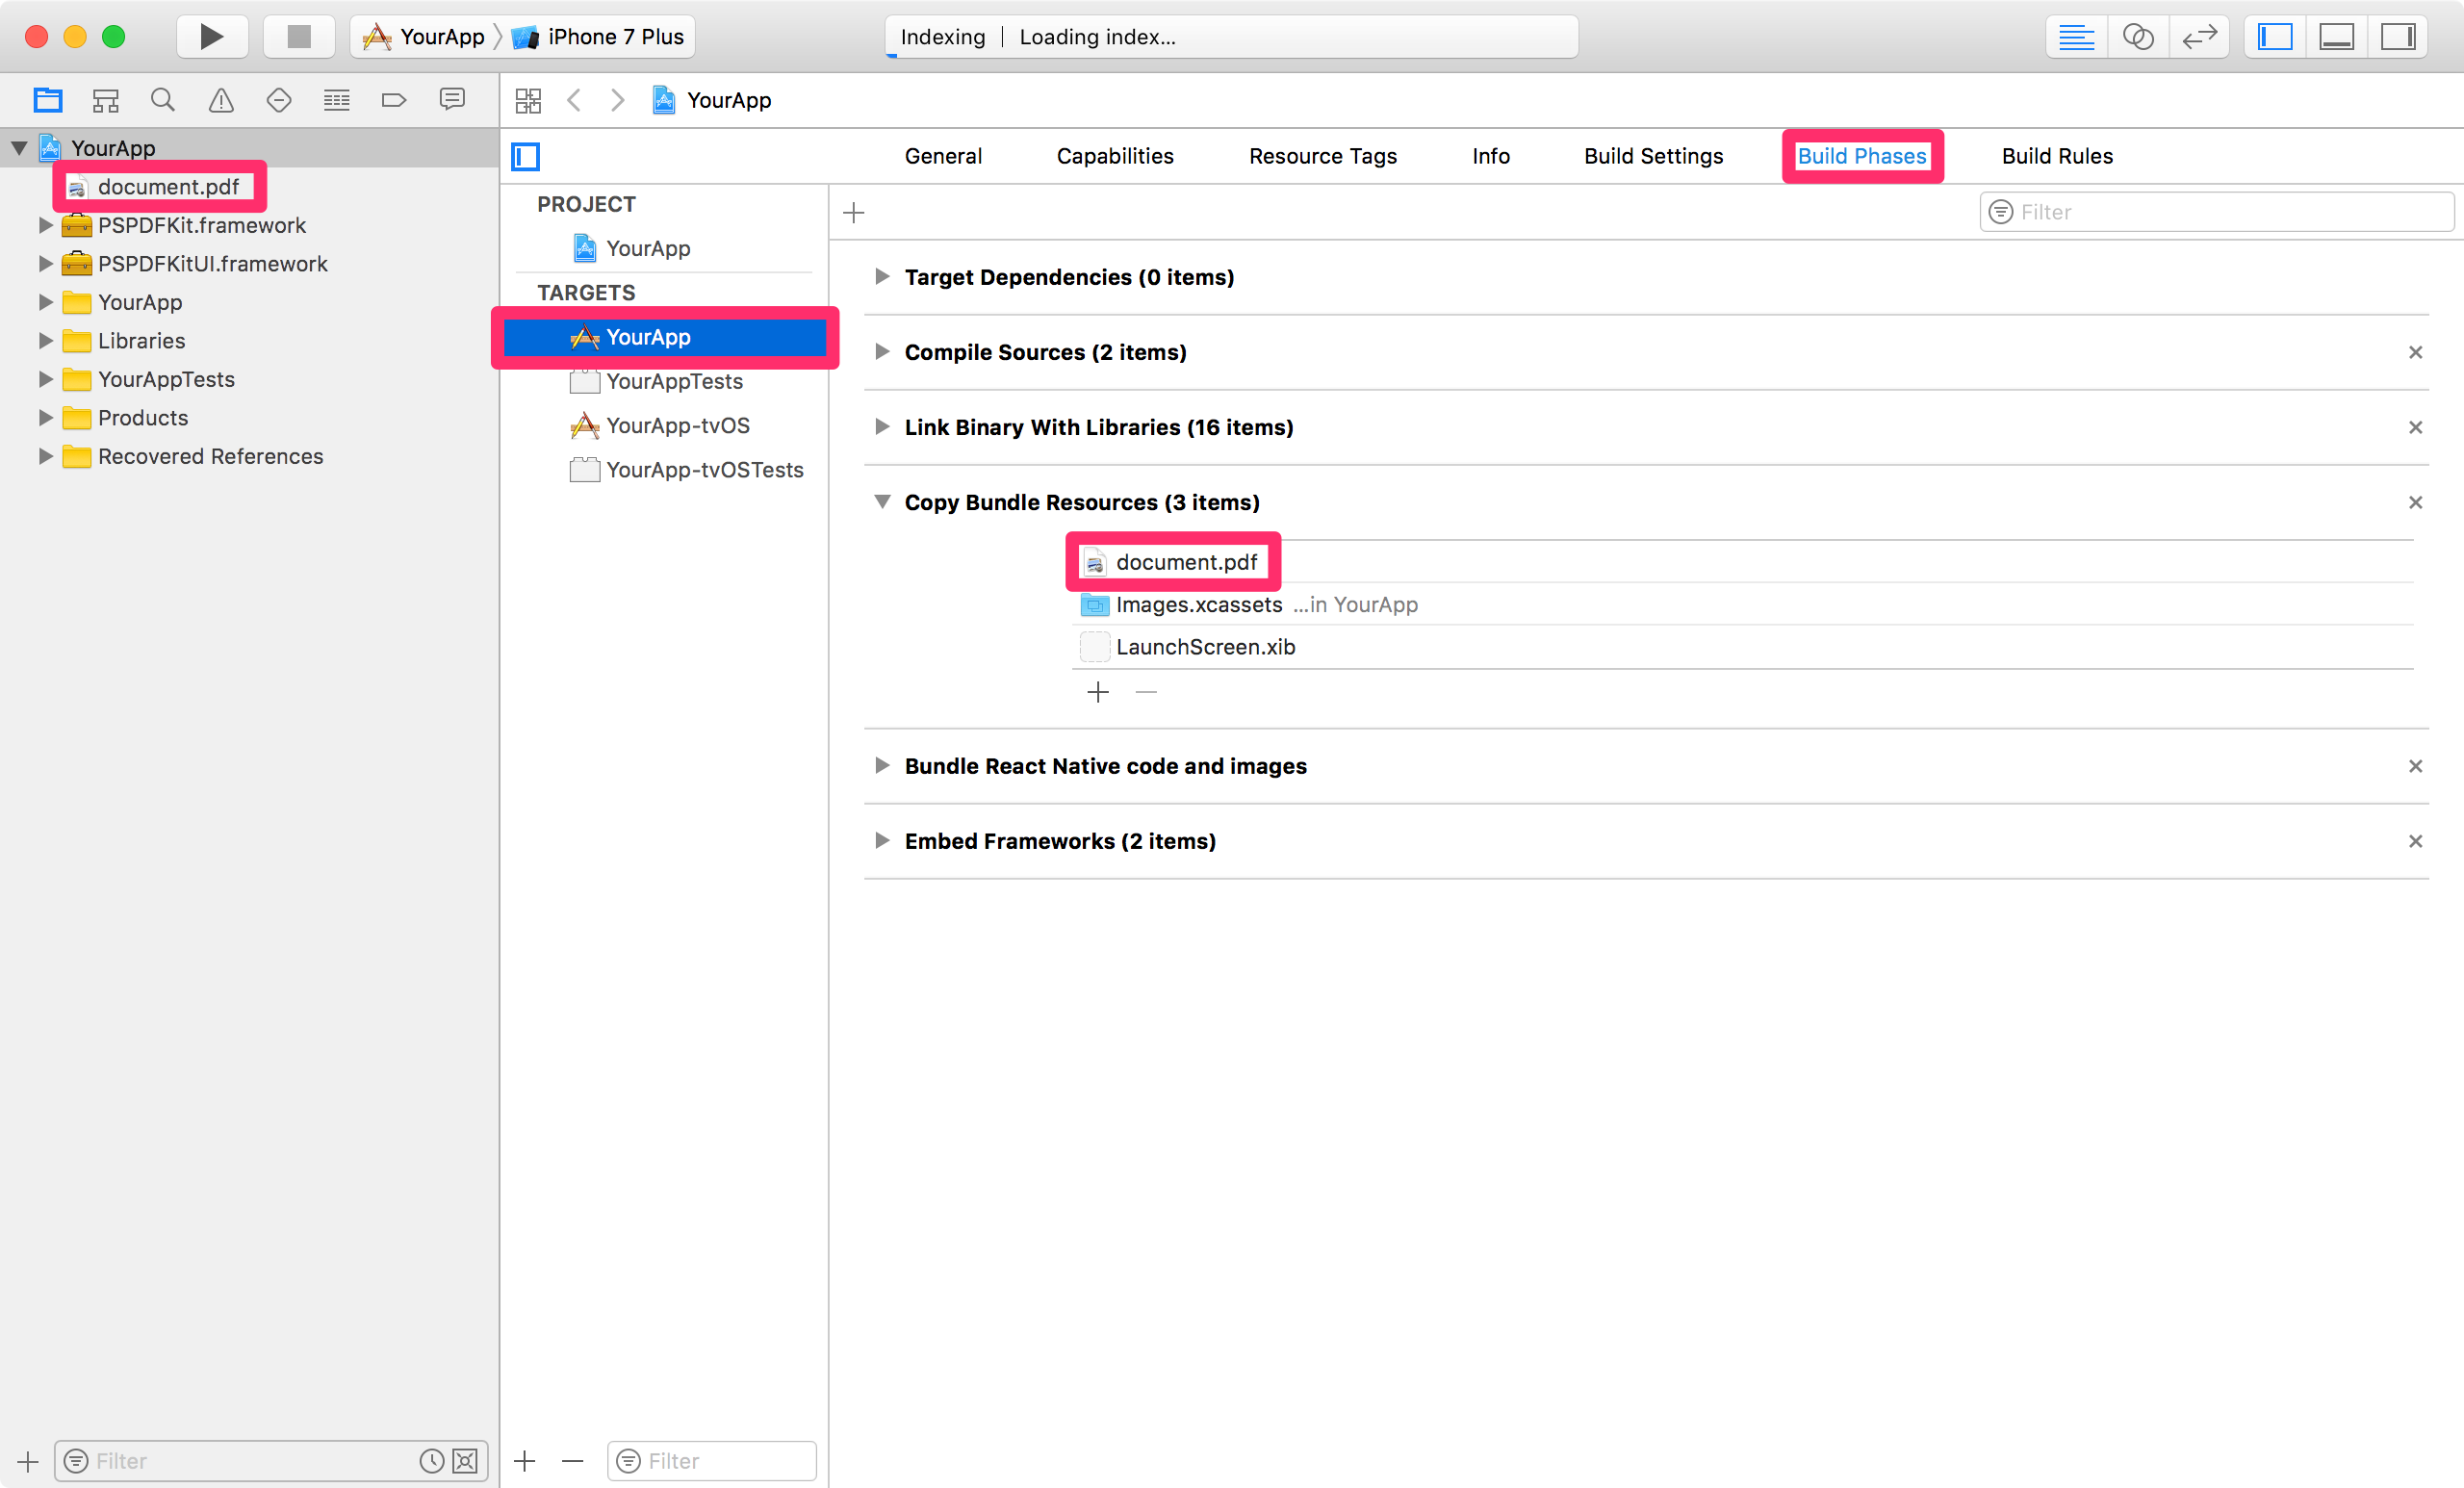 YourApp iPhone 7 Plus
Indexing | Loading index...
YourApp
YourApp
document.pdf
PSPDFKit.framework
PSPDFKitUI.framework
YourApp
Libraries
YourAppTests
Products
Recovered References
Filter
General Capabilities Resource Tags Info Build Settings Build Phases Build Rules
PROJECT
YourApp
TARGETS
YourApp
YourAppTests
YourApp-tvOS
YourApp-tvOSTests
Filter
Filter
Target Dependencies (0 items)
Compile Sources (2 items)
Link Binary With Libraries (16 items)
Copy Bundle Resources (3 items)
document.pdf
Images.xcassets ...in YourApp
LaunchScreen.xib
Bundle React Native code and images
Embed Frameworks (2 items)